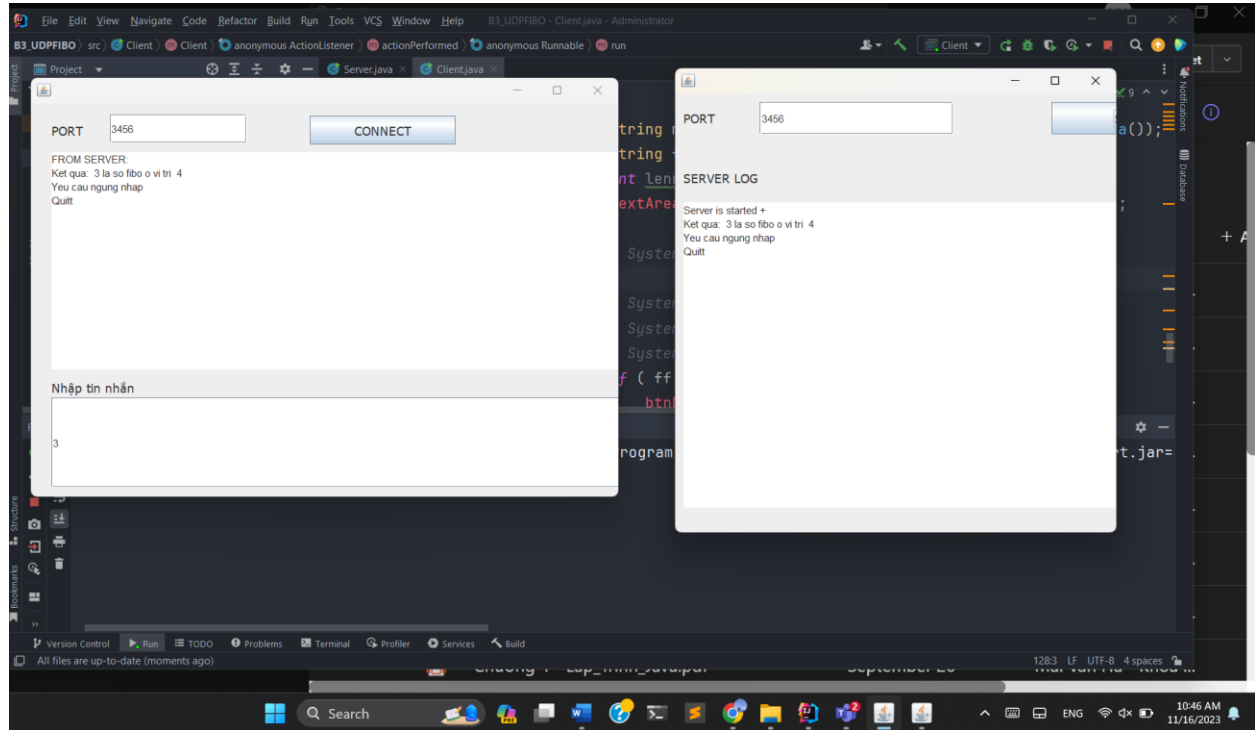 File Edit View Navigate Code Refactor Build Run Tools VCS Window Help B3_UDPFIBO - Client.java - Administrator
B3_UDPFIBO src Client Client anonymous ActionListener actionPerformed anonymous Runnable run Client
Project Server.java Client.java
Project
Notifications
Database
9
PORT 3456 CONNECT
FROM SERVER:
Ket qua: 3 la so fibo o vi tri 4
Yeu cau ngung nhap
Quitt
Nhập tin nhắn
3
PORT 3456
SERVER LOG
Server is started +
Ket qua: 3 la so fibo o vi tri 4
Yeu cau ngung nhap
Quitt
a());
tring
tring
nt
;
Syste
Syste
Syste
Syste
f ( ff
btn
rogram
rt.jar=
Structure
Bookmarks
Version Control Run TODO Problems Terminal Profiler Services Build
All files are up-to-date (moments ago) 128:3 LF UTF-8 4 spaces
Search ENG 10:46 AM
11/16/2023